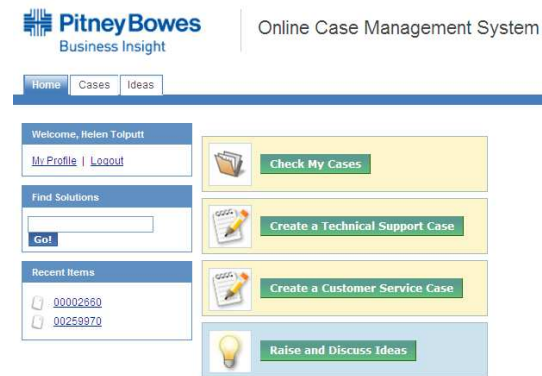 Pitney Bowes
Business Insight
Online Case Management System
Home Cases Ideas
Welcome, Helen Tolputt
My Profile | Logout
Find Solutions
Go!
Recent Items
00002660
00259970
Check My Cases
Create a Technical Support Case
Create a Customer Service Case
Raise and Discuss Ideas